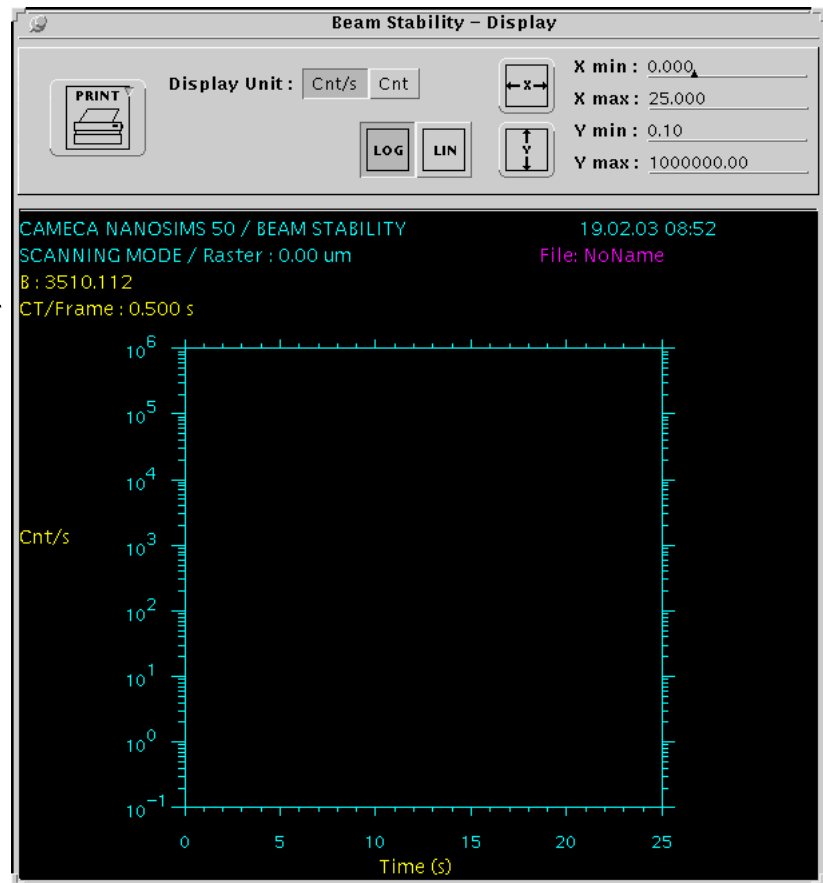 Beam Stability – Display
PRINT
Display Unit : Cnt/s Cnt
LOG LIN
X
Y
X min : 0.000
X max : 25.000
Y min : 0.10
Y max : 1000000.00
CAMECA NANOSIMS 50 / BEAM STABILITY 19.02.03 08:52
SCANNING MODE / Raster : 0.00 um File: NoName
B : 3510.112
CT/Frame : 0.500 s
10^6
10^5
10^4
Cnt/s
10^3
10^2
10^1
10^0
10^-1
0 5 10 15 20 25
Time (s)